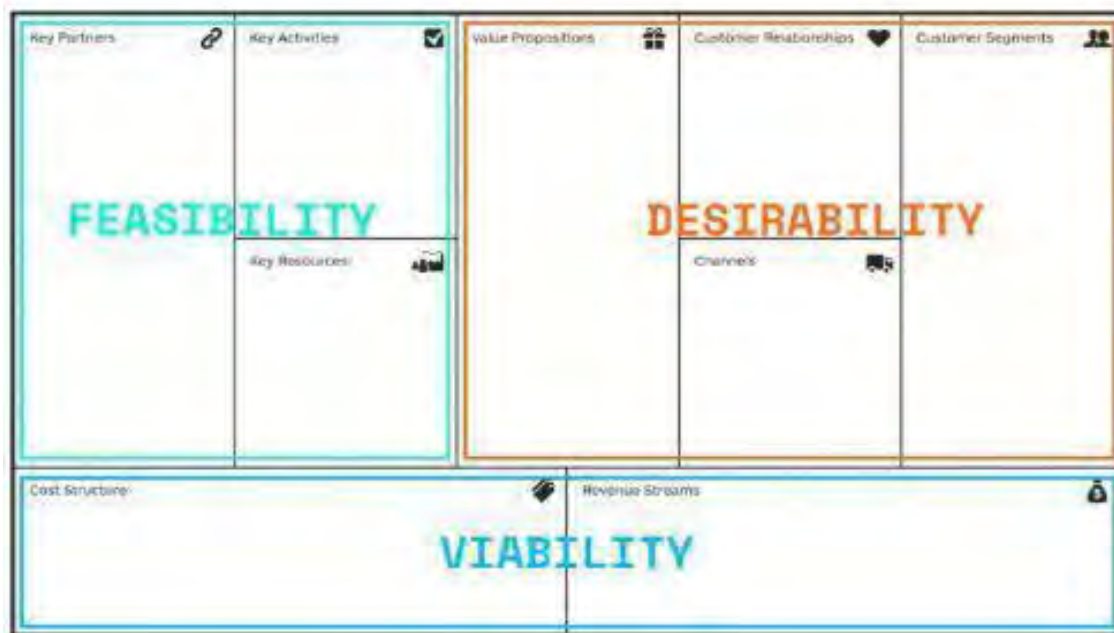 Key Partners
Key Activities
Value Propositions
Customer Relationships
Customer Segments
FEASIBILITY
DESIRABILITY
Key Resources
Channels
Cost Structure
Revenue Streams
VIABILITY